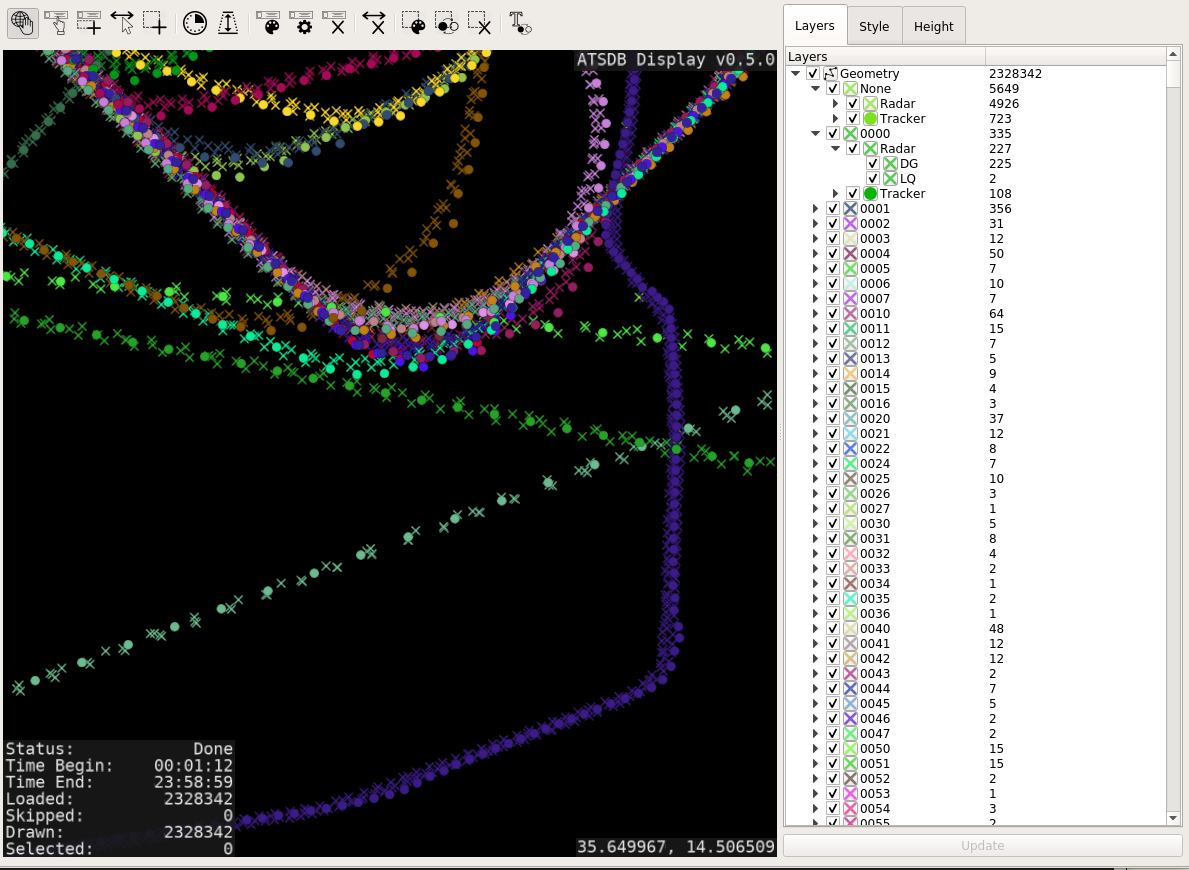 Layers
Style
Height
ATSDB Display v0.5.0
Layers
Geometry 2328342
None 5649
Radar 4926
Tracker 723
0000 335
Radar 227
DG 225
LQ 2
Tracker 108
0001 356
0002 31
0003 12
0004 50
0005 7
0006 10
0007 7
0010 64
0011 15
0012 7
0013 5
0014 9
0015 4
0016 3
0020 37
0021 12
0022 8
0024 7
0025 10
0026 3
0027 1
0030 5
0031 8
0032 4
0033 2
0034 1
0035 2
0036 1
0040 48
0041 12
0042 12
0043 2
0044 7
0045 5
0046 2
0047 2
0050 15
0051 15
0052 2
0053 1
0054 3
0055 2
Status: Done
Time Begin: 00:01:12
Time End: 23:58:59
Loaded: 2328342
Skipped: 0
Drawn: 2328342
Selected: 0
35.649967, 14.506509
Update